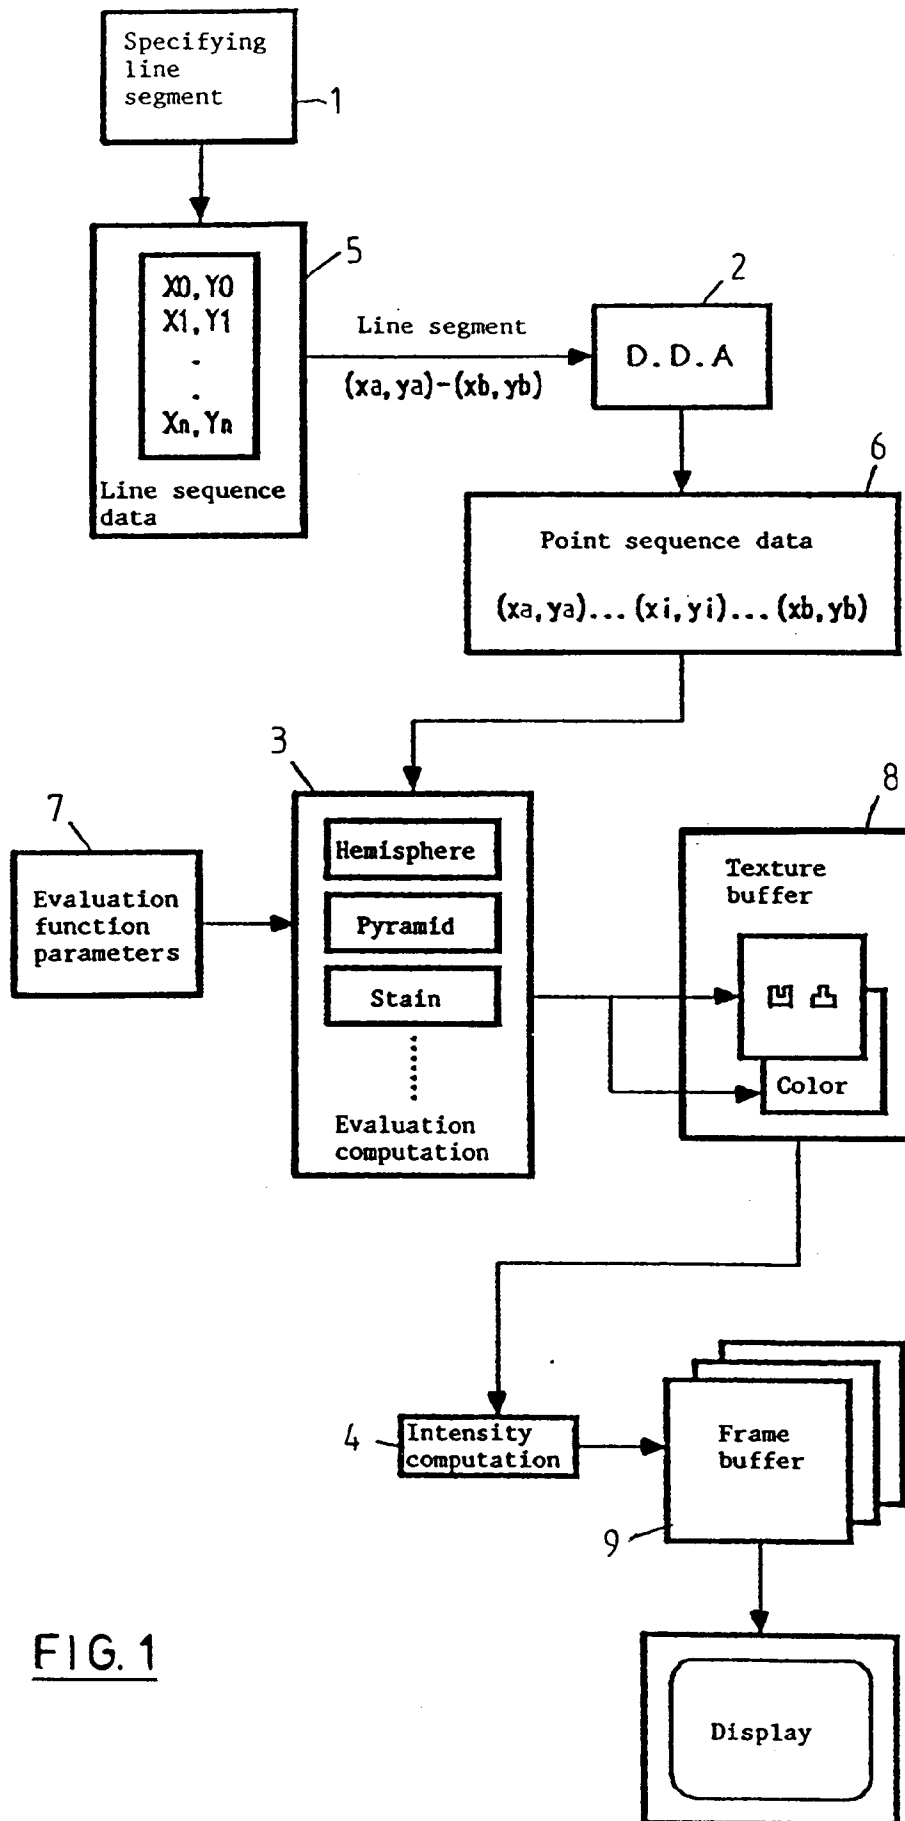 Specifying
line
segment
1
X0,Y0
X1,Y1
.
.
Xn,Yn
Line sequence
data
5
Line segment
(xa,ya)-(xb,yb)
2
D.D.A
6
Point sequence data
(xa,ya)...(xi,yi)...(xb,yb)
3
7
Evaluation
function
parameters
Hemisphere
Pyramid
Stain
Evaluation
computation
8
Texture
buffer
凹 凸
Color
4
Intensity
computation
Frame
buffer
9
Display
FIG. 1